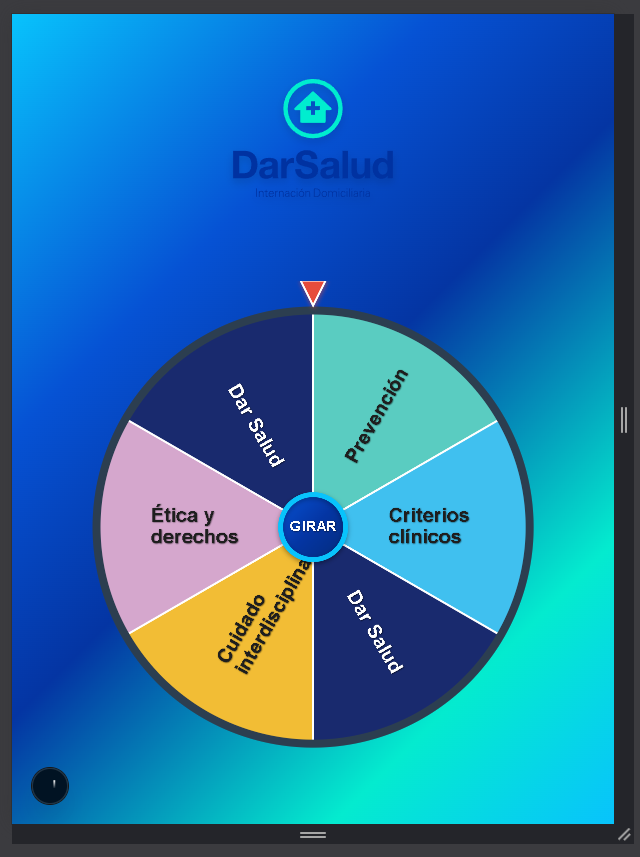 DarSalud
Internación Domiciliaria
Dar Salud
Prevención
Ética y
derechos
GIRAR
Criterios
clínicos
Cuidado
interdisciplina
Dar Salud